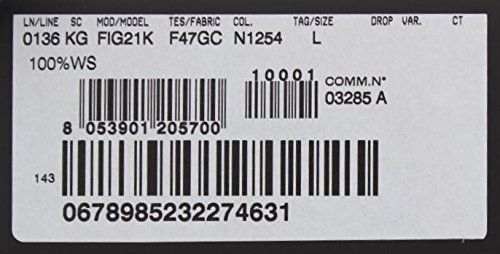 LN/LINE SC MOD/MODEL TES/FABRIC COL. TAG/SIZE DROP VAR. CT
0136 KG FIG21K F47GC N1254 L
100%WS
10001
COMM.N°
03285 A
8 053901 205700
143
0678985232274631